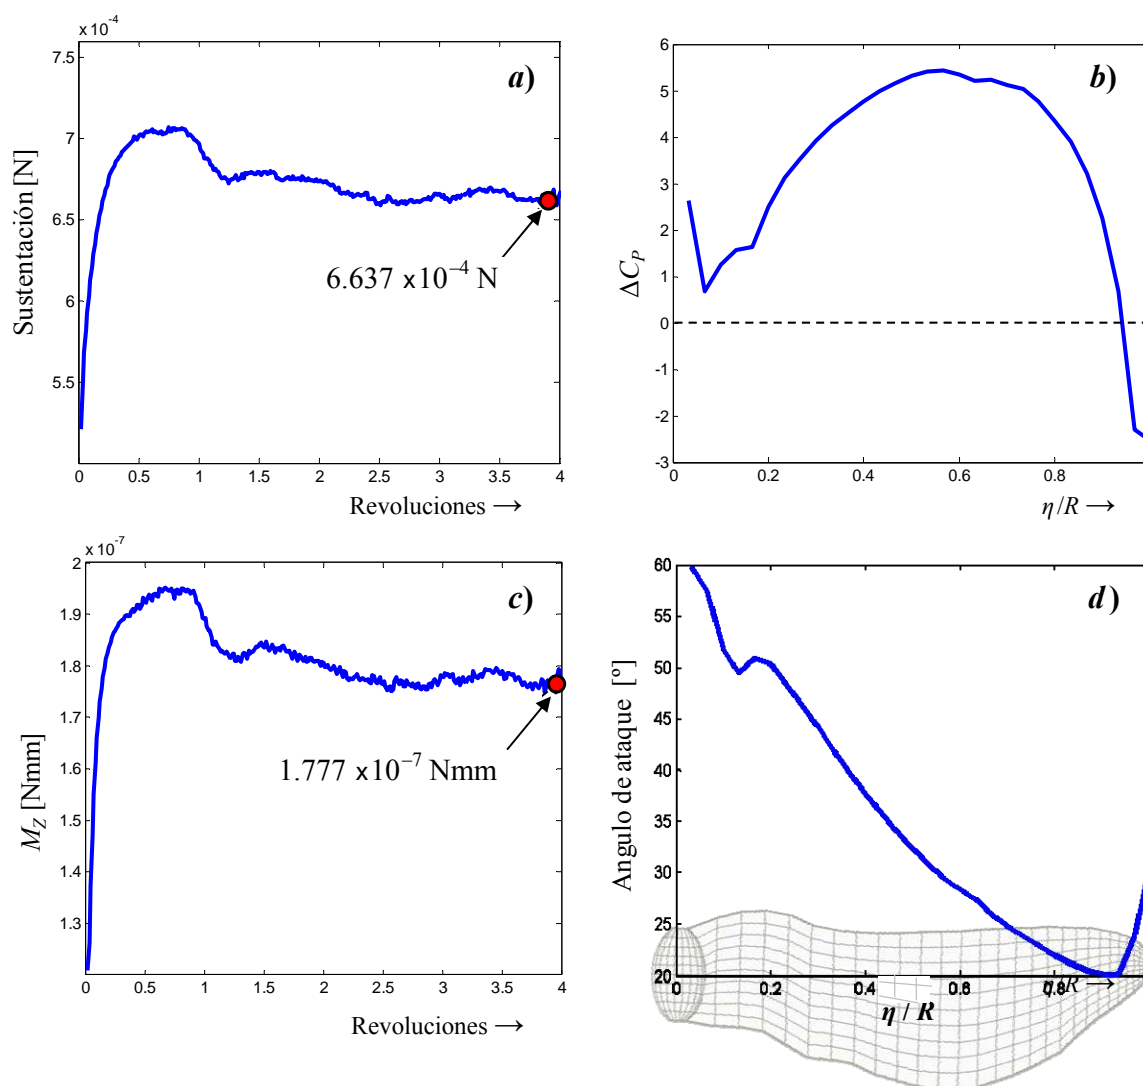 x 10⁻⁴
a)
Sustentación [N]
7.5
7
6.5
6
5.5
6.637 ×10⁻⁴ N
0 0.5 1 1.5 2 2.5 3 3.5 4
Revoluciones →
b)
ΔC_P
6
5
4
3
2
1
0
-1
-2
-3
0 0.2 0.4 0.6 0.8
η/R →
x 10⁻⁷
c)
M_Z [Nmm]
2
1.9
1.8
1.7
1.6
1.5
1.4
1.3
1.777 ×10⁻⁷ Nmm
0 0.5 1 1.5 2 2.5 3 3.5 4
Revoluciones →
d)
Angulo de ataque [º]
60
55
50
45
40
35
30
25
20
0 0.2 0.4 0.6 0.8
η/R →
η / R